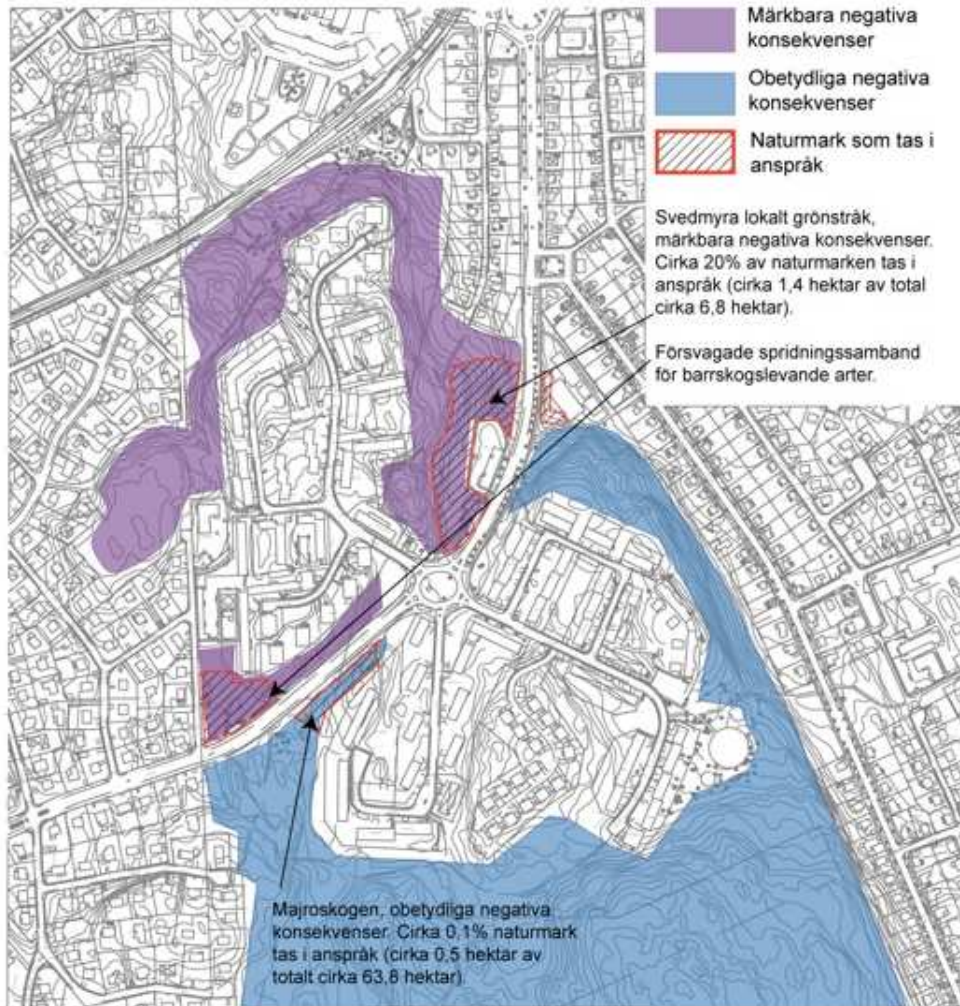 Märkbara negativa
konsekvenser
Obetydliga negativa
konsekvenser
Naturmark som tas i
anspråk
Svedmyra lokalt grönstråk,
märkbara negativa konsekvenser.
Cirka 20% av naturmarken tas i
anspråk (cirka 1,4 hektar av total
cirka 6,8 hektar).
Försvagade spridningssamband
för barrskogslevande arter.
Majroskogen, obetydliga negativa
konsekvenser. Cirka 0,1% naturmark
tas i anspråk (cirka 0,5 hektar av
totalt cirka 63,8 hektar).